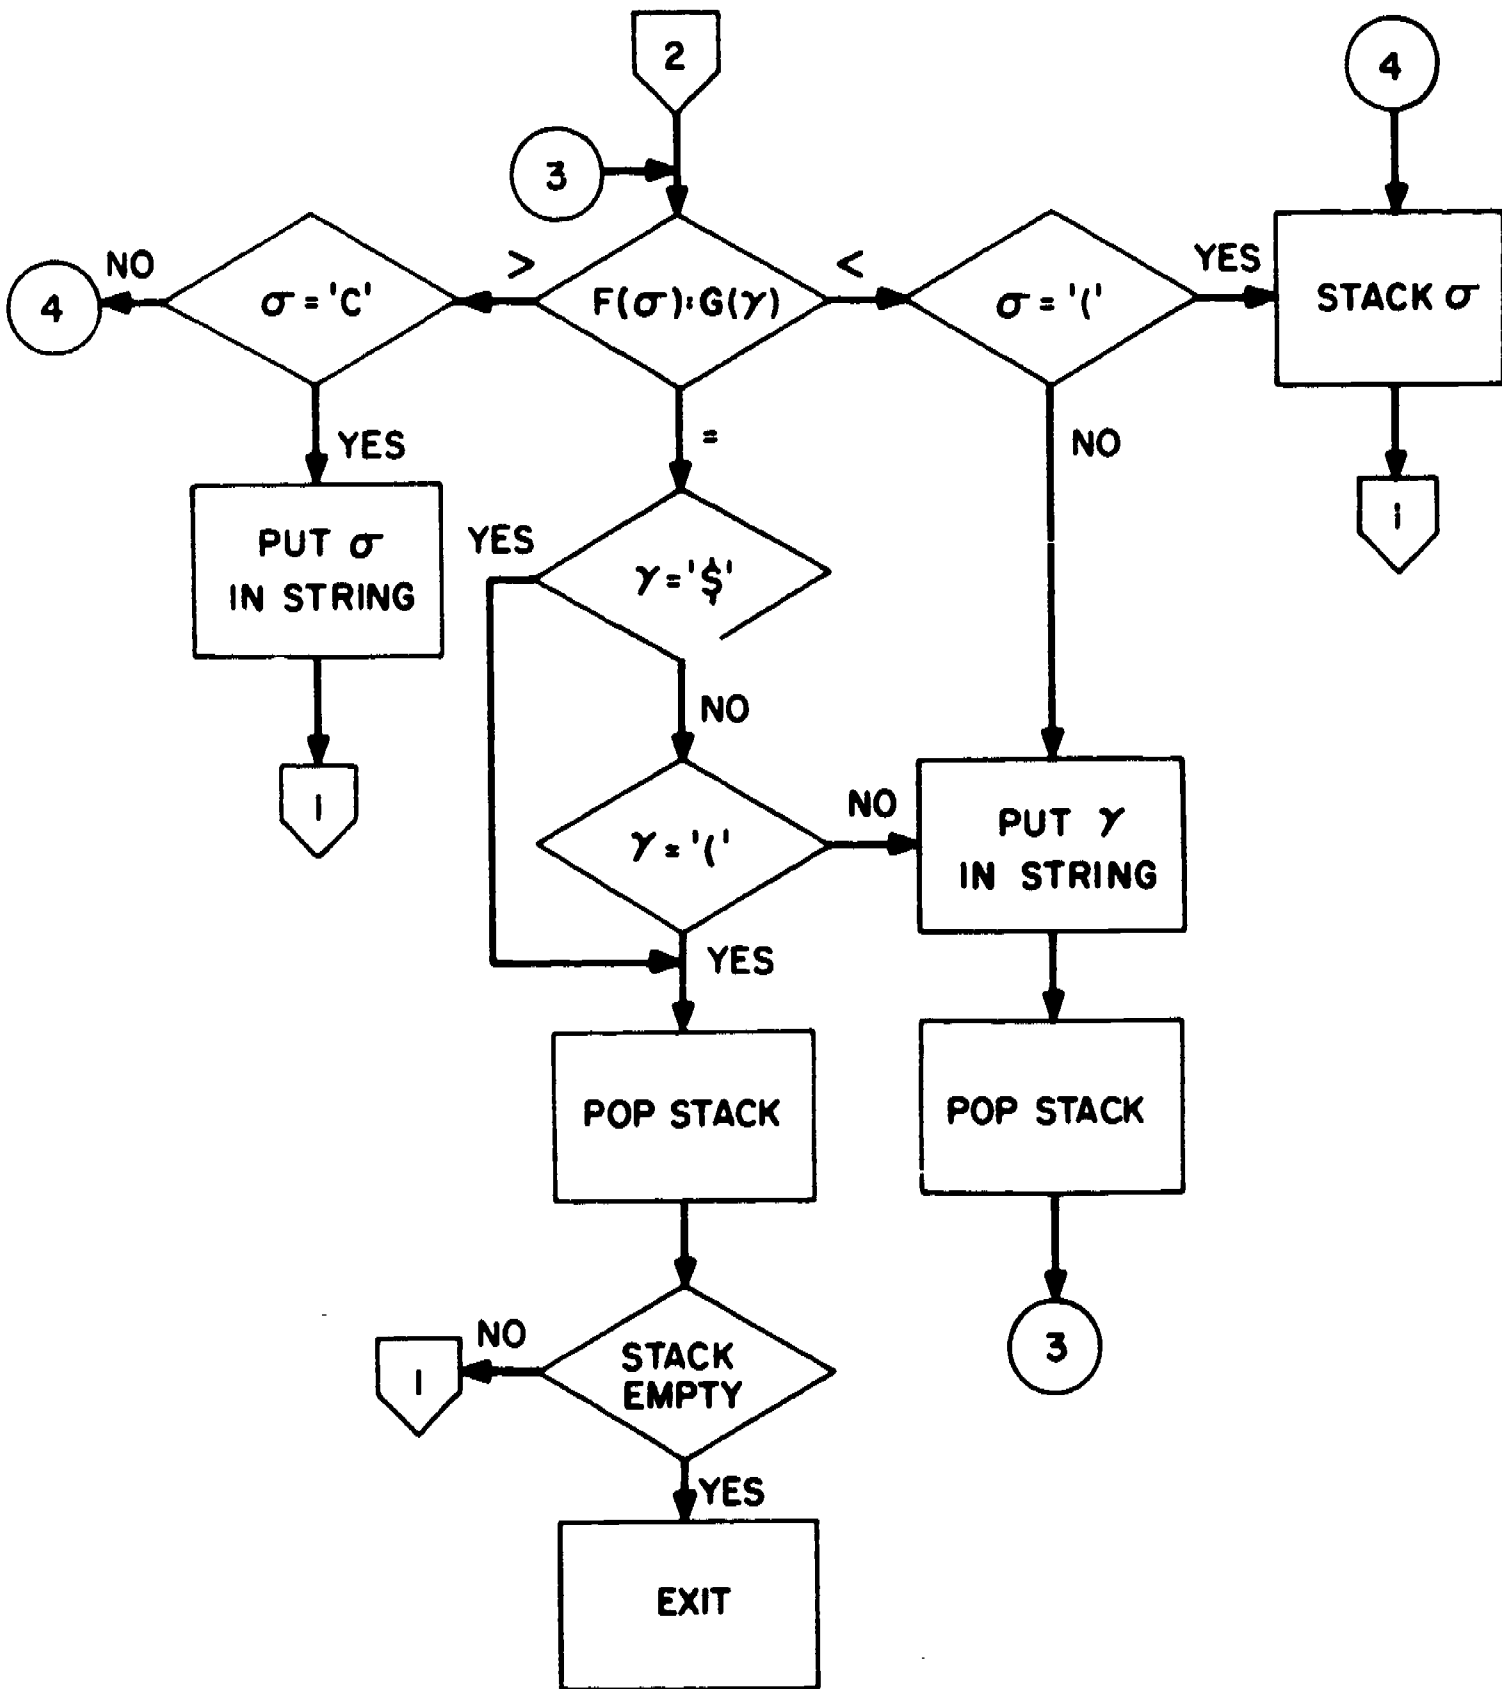 2
4
3
NO
>
<
YES
4
σ = 'C'
F(σ):G(γ)
σ = '('
STACK σ
YES
=
NO
1
PUT σ
IN STRING
YES
γ = '$'
NO
1
NO
PUT γ
IN STRING
γ = '('
YES
POP STACK
POP STACK
NO
3
1
STACK
EMPTY
YES
EXIT